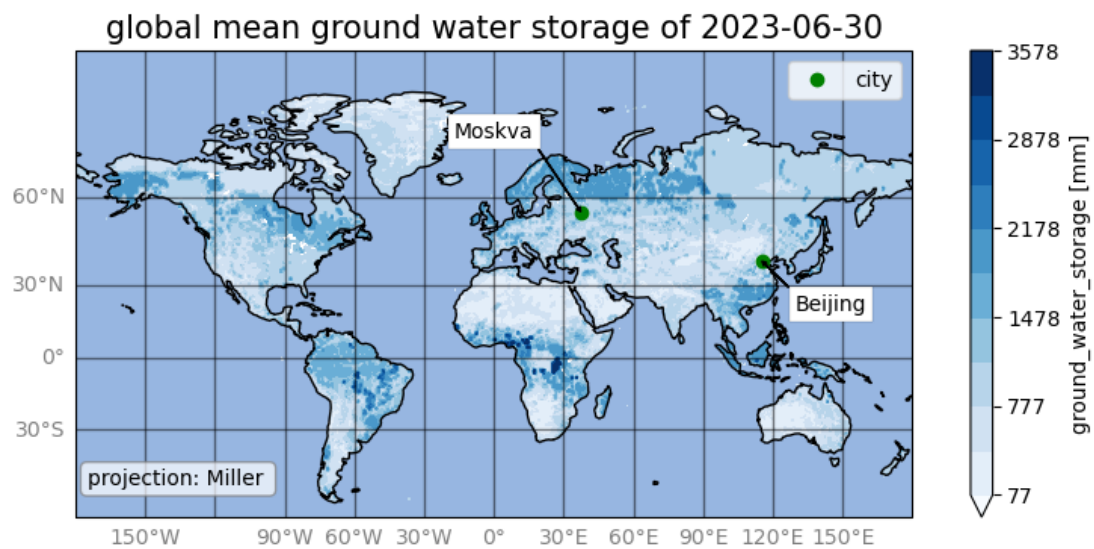 global mean ground water storage of 2023-06-30
city
Moskva
Beijing
projection: Miller
60°N
30°N
0°
30°S
150°W
90°W
60°W
30°W
0°
30°E
60°E
90°E
120°E
150°E
3578
2878
2178
1478
777
77
ground_water_storage [mm]